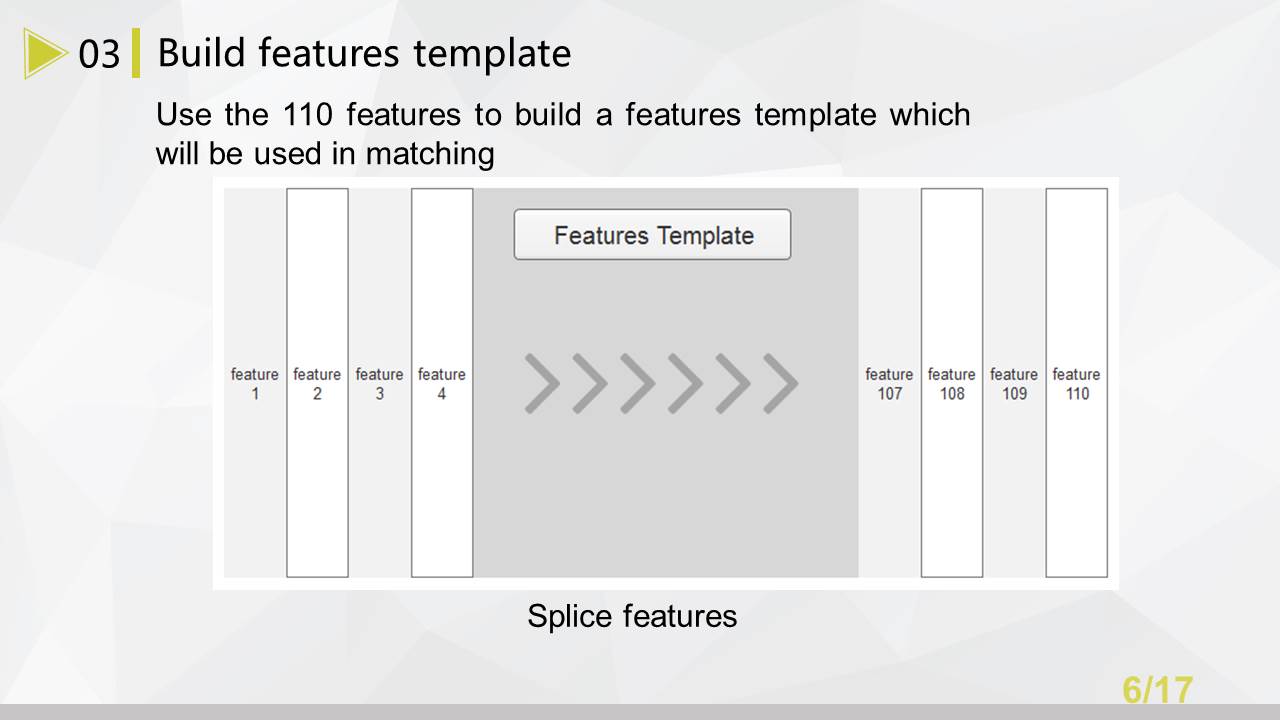 03 Build features template
Use the 110 features to build a features template which
will be used in matching
Features Template
feature 1
feature 2
feature 3
feature 4
feature 107
feature 108
feature 109
feature 110
Splice features
6/17